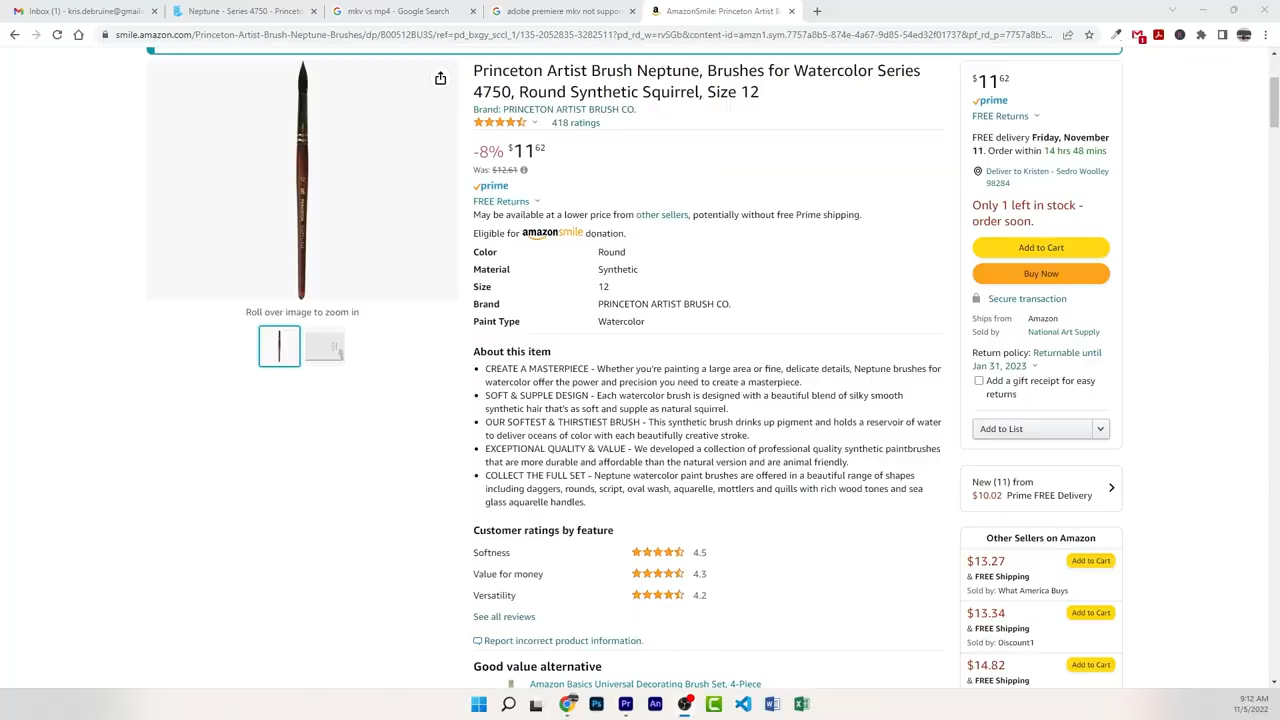 Inbox (6) - kris.debruine@gmail
Neptune - Series 4750 - Princet
mkv vs mp4 - Google Search
adobe premiere mkv not support
AmazonSmile: Princeton Artist B
smile.amazon.com/Princeton-Artist-Brush-Neptune-Brushes/dp/B00512BU3S/ref=pd_bxgy_sccl_1/135-2052835-3282511?pd_rd_w=rvSGb&content-id=amzn1.sym.7757a8b5-874e-4a67-9d85-54ed32f01737&pf_rd_p=7757a8b5...
Princeton Artist Brush Neptune, Brushes for Watercolor Series
4750, Round Synthetic Squirrel, Size 12
Brand: PRINCETON ARTIST BRUSH CO.
418 ratings
-8% $11 62
Was: $12.61
prime
FREE Returns
May be available at a lower price from other sellers, potentially without free Prime shipping.
Eligible for amazonsmile donation.
Color Round
Material Synthetic
Size 12
Brand PRINCETON ARTIST BRUSH CO.
Paint Type Watercolor
Roll over image to zoom in
About this item
• CREATE A MASTERPIECE - Whether you're painting a large area or fine, delicate details, Neptune brushes for
watercolor offer the power and precision you need to create a masterpiece.
• SOFT & SUPPLE DESIGN - Each watercolor brush is designed with a beautiful blend of silky smooth
synthetic hair that's as soft and supple as natural squirrel.
• OUR SOFTEST & THIRSTIEST BRUSH - This synthetic brush drinks up pigment and holds a reservoir of water
to deliver oceans of color with each beautifully creative stroke.
• EXCEPTIONAL QUALITY & VALUE - We developed a collection of professional quality synthetic paintbrushes
that are more durable and affordable than the natural version and are animal friendly.
• COLLECT THE FULL SET - Neptune watercolor paint brushes are offered in a beautiful range of shapes
including daggers, rounds, script, oval wash, aquarelle, mottlers and quills with rich wood tones and sea
glass aquarelle handles.
Customer ratings by feature
Softness 4.5
Value for money 4.3
Versatility 4.2
See all reviews
Report incorrect product information.
Good value alternative
Amazon Basics Universal Decorating Brush Set, 4-Piece
$11 62
prime
FREE Returns
FREE delivery Friday, November
11. Order within 14 hrs 48 mins
Deliver to Kristen - Sedro Woolley
98284
Only 1 left in stock -
order soon.
Add to Cart
Buy Now
Secure transaction
Ships from Amazon
Sold by National Art Supply
Return policy: Returnable until
Jan 31, 2023
Add a gift receipt for easy
returns
Add to List
New (11) from
$10.02 Prime FREE Delivery
Other Sellers on Amazon
$13.27 Add to Cart
& FREE Shipping
Sold by: What America Buys
$13.34 Add to Cart
& FREE Shipping
Sold by: Discount1
$14.82 Add to Cart
& FREE Shipping
Ps
Pr
An
9:12 AM
11/5/2022